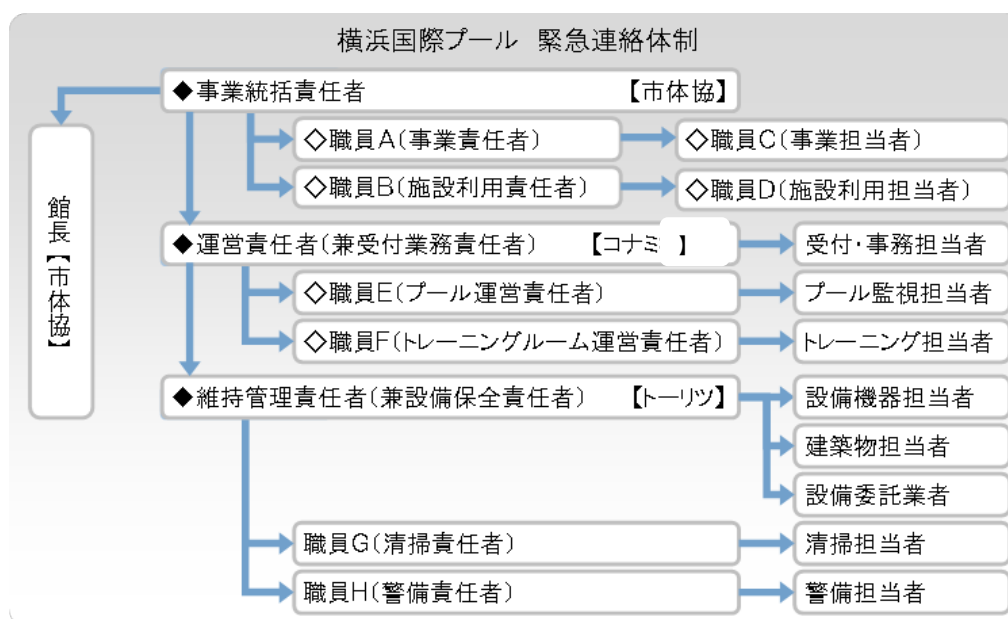 横浜国際プール 緊急連絡体制
◆事業統括責任者 【市体協】
◇職員A(事業責任者)
◇職員C(事業担当者)
◇職員B(施設利用責任者)
◇職員D(施設利用担当者)
館長【市体協】
◆運営責任者(兼受付業務責任者) 【コナミ 】
受付・事務担当者
◇職員E(プール運営責任者)
プール監視担当者
◇職員F(トレーニングルーム運営責任者)
トレーニング担当者
◆維持管理責任者(兼設備保全責任者) 【トーリツ】
設備機器担当者
建築物担当者
設備委託業者
職員G(清掃責任者)
清掃担当者
職員H(警備責任者)
警備担当者